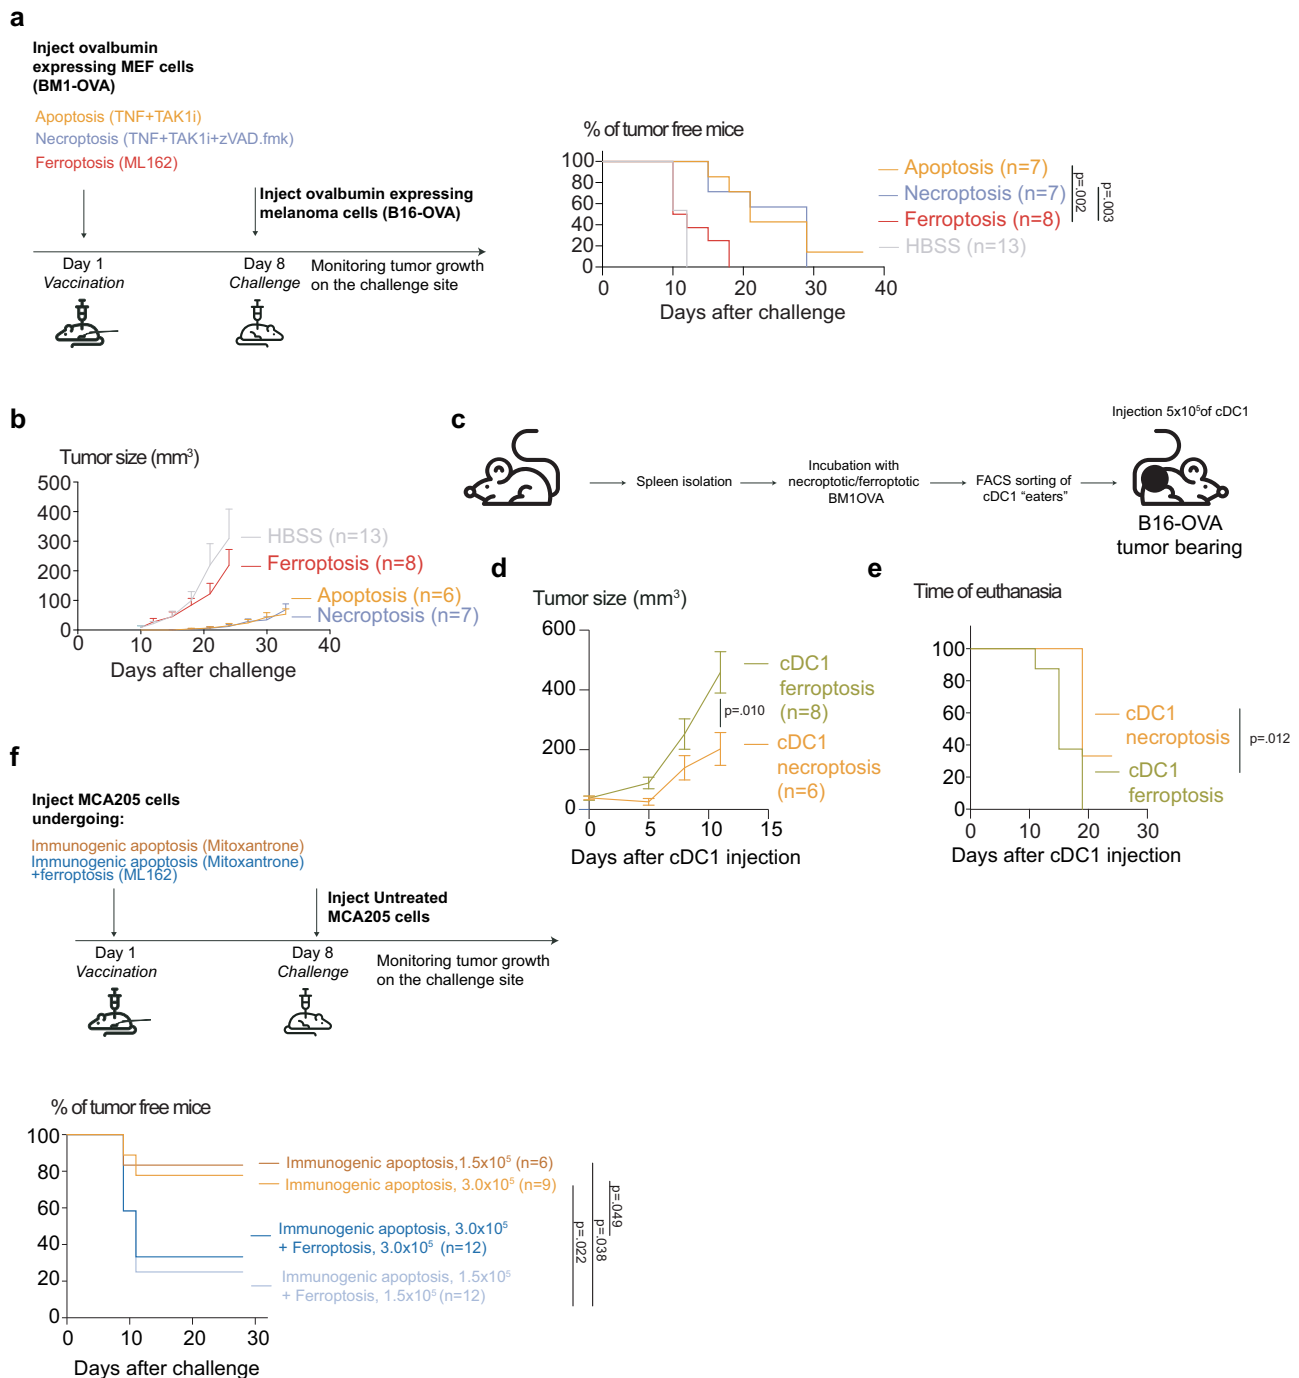 a
Inject ovalbumin
expressing MEF cells
(BM1-OVA)
Apoptosis (TNF+TAK1i)
Necroptosis (TNF+TAK1i+zVAD.fmk)
Ferroptosis (ML162)
Inject ovalbumin expressing
melanoma cells (B16-OVA)
Day 1
Vaccination
Day 8
Challenge
Monitoring tumor growth
on the challenge site
% of tumor free mice
100
80
60
40
20
0
0 10 20 30 40
Days after challenge
Apoptosis (n=7)
Necroptosis (n=7)
Ferroptosis (n=8)
HBSS (n=13)
p=.002
p=.003
b
Tumor size (mm³)
500
400
300
200
100
0
0 10 20 30 40
Days after challenge
HBSS (n=13)
Ferroptosis (n=8)
Apoptosis (n=6)
Necroptosis (n=7)
c
Spleen isolation
Incubation with
necroptotic/ferroptotic
BM1OVA
FACS sorting of
cDC1 “eaters”
Injection 5x10⁵of cDC1
B16-OVA
tumor bearing
d
Tumor size (mm³)
600
400
200
0
0 5 10 15
Days after cDC1 injection
cDC1
ferroptosis
(n=8)
p=.010
cDC1
necroptosis
(n=6)
e
Time of euthanasia
100
80
60
40
20
0
0 10 20 30
Days after cDC1 injection
cDC1
necroptosis
cDC1
ferroptosis
p=.012
f
Inject MCA205 cells
undergoing:
Immunogenic apoptosis (Mitoxantrone)
Immunogenic apoptosis (Mitoxantrone)
+ferroptosis (ML162)
Inject Untreated
MCA205 cells
Day 1
Vaccination
Day 8
Challenge
Monitoring tumor growth
on the challenge site
% of tumor free mice
100
80
60
40
20
0
0 10 20 30
Days after challenge
Immunogenic apoptosis,1.5x10⁵ (n=6)
Immunogenic apoptosis, 3.0x10⁵ (n=9)
Immunogenic apoptosis, 3.0x10⁵
+ Ferroptosis, 3.0x10⁵ (n=12)
Immunogenic apoptosis, 1.5x10⁵
+ Ferroptosis, 1.5x10⁵ (n=12)
p=.022
p=.038
p=.049